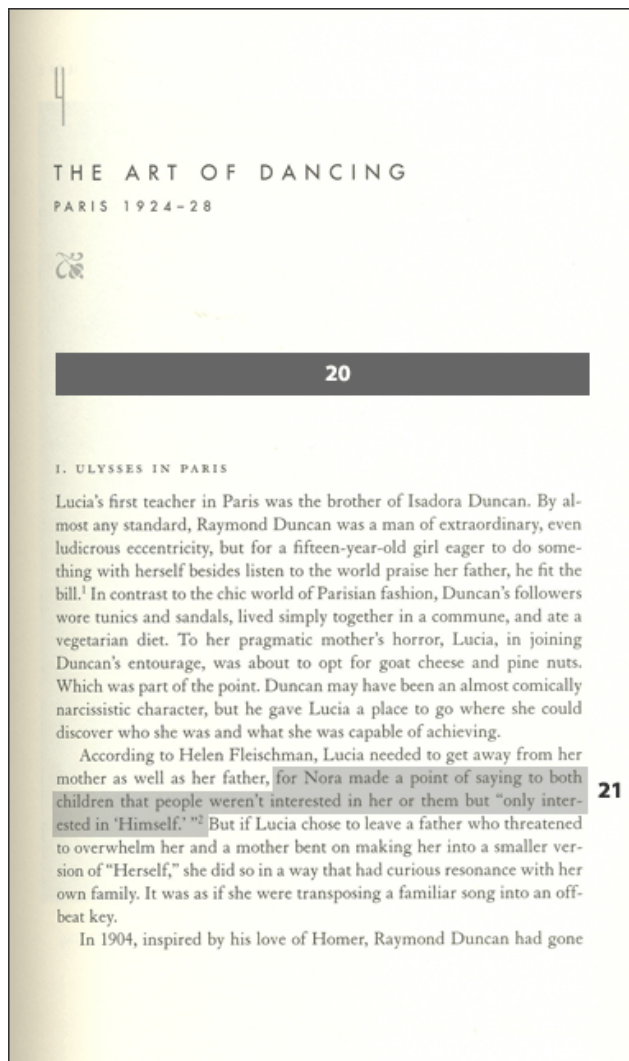 4
THE ART OF DANCING
PARIS 1924–28
20
I. ULYSSES IN PARIS
Lucia's first teacher in Paris was the brother of Isadora Duncan. By al-
most any standard, Raymond Duncan was a man of extraordinary, even
ludicrous eccentricity, but for a fifteen-year-old girl eager to do some-
thing with herself besides listen to the world praise her father, he fit the
bill.¹ In contrast to the chic world of Parisian fashion, Duncan's followers
wore tunics and sandals, lived simply together in a commune, and ate a
vegetarian diet. To her pragmatic mother's horror, Lucia, in joining
Duncan's entourage, was about to opt for goat cheese and pine nuts.
Which was part of the point. Duncan may have been an almost comically
narcissistic character, but he gave Lucia a place to go where she could
discover who she was and what she was capable of achieving.
According to Helen Fleischman, Lucia needed to get away from her
mother as well as her father, for Nora made a point of saying to both
children that people weren't interested in her or them but "only inter-
21
ested in 'Himself.' "² But if Lucia chose to leave a father who threatened
to overwhelm her and a mother bent on making her into a smaller ver-
sion of "Herself," she did so in a way that had curious resonance with her
own family. It was as if she were transposing a familiar song into an off-
beat key.
In 1904, inspired by his love of Homer, Raymond Duncan had gone